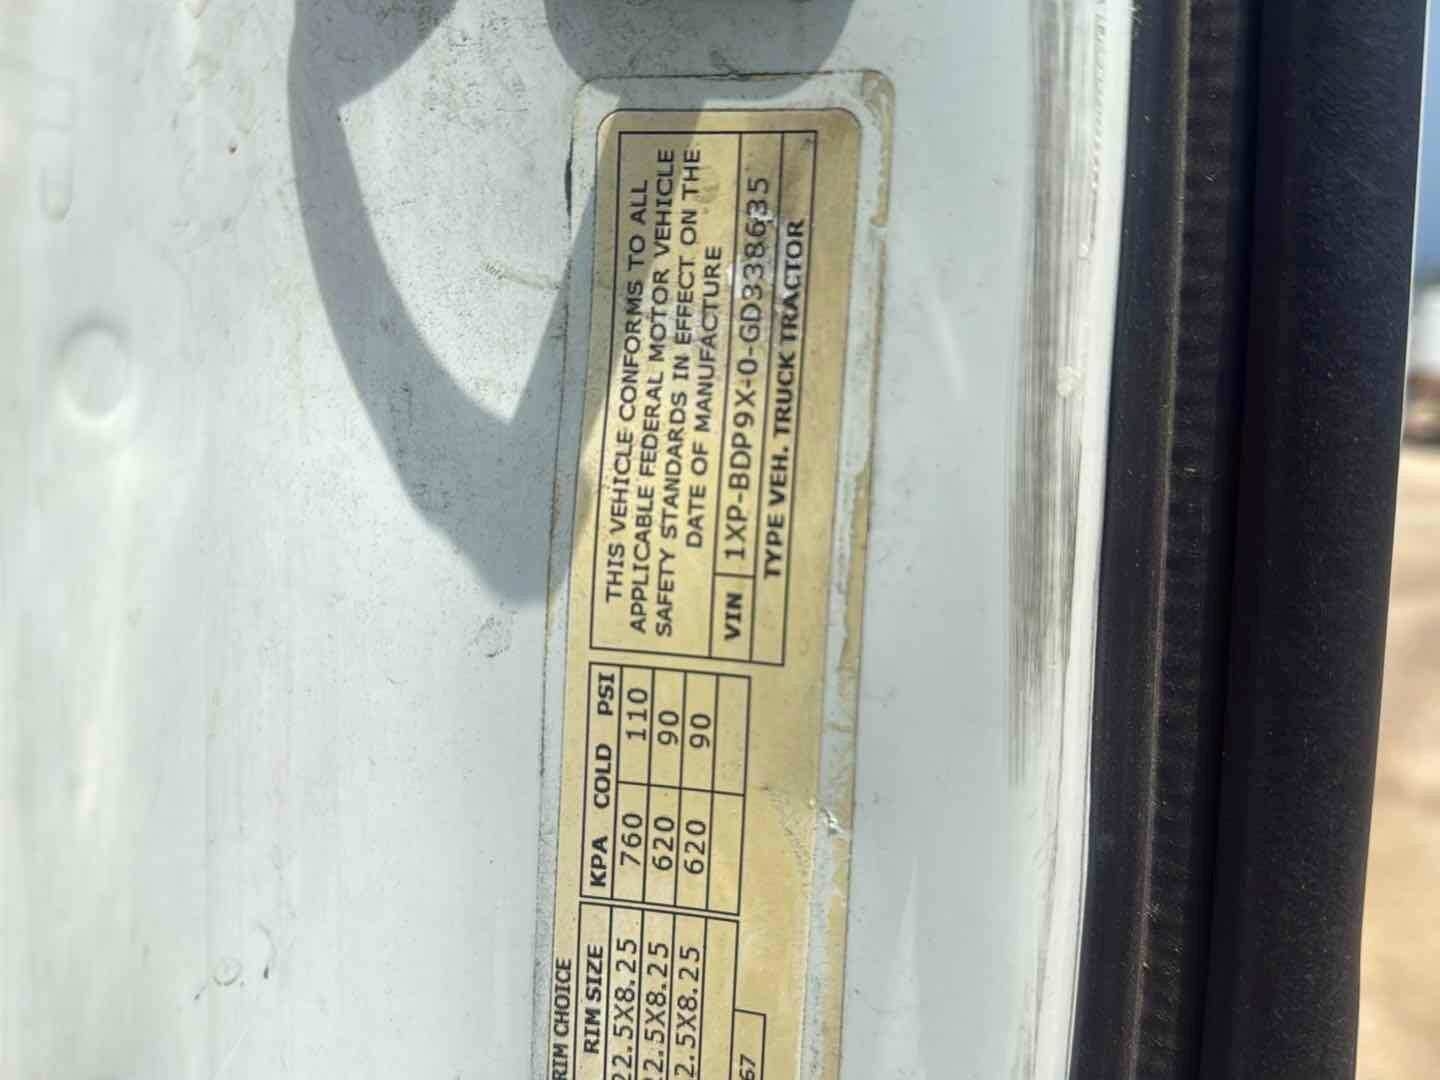 THIS VEHICLE CONFORMS TO ALL
APPLICABLE FEDERAL MOTOR VEHICLE
SAFETY STANDARDS IN EFFECT ON THE
DATE OF MANUFACTURE
VIN 1XP-BDP9X-0-GD338635
TYPE VEH. TRUCK TRACTOR
KPA COLD PSI
760 110
620 90
620 90
RIM CHOICE
RIM SIZE
22.5X8.25
22.5X8.25
2.5X8.25
67